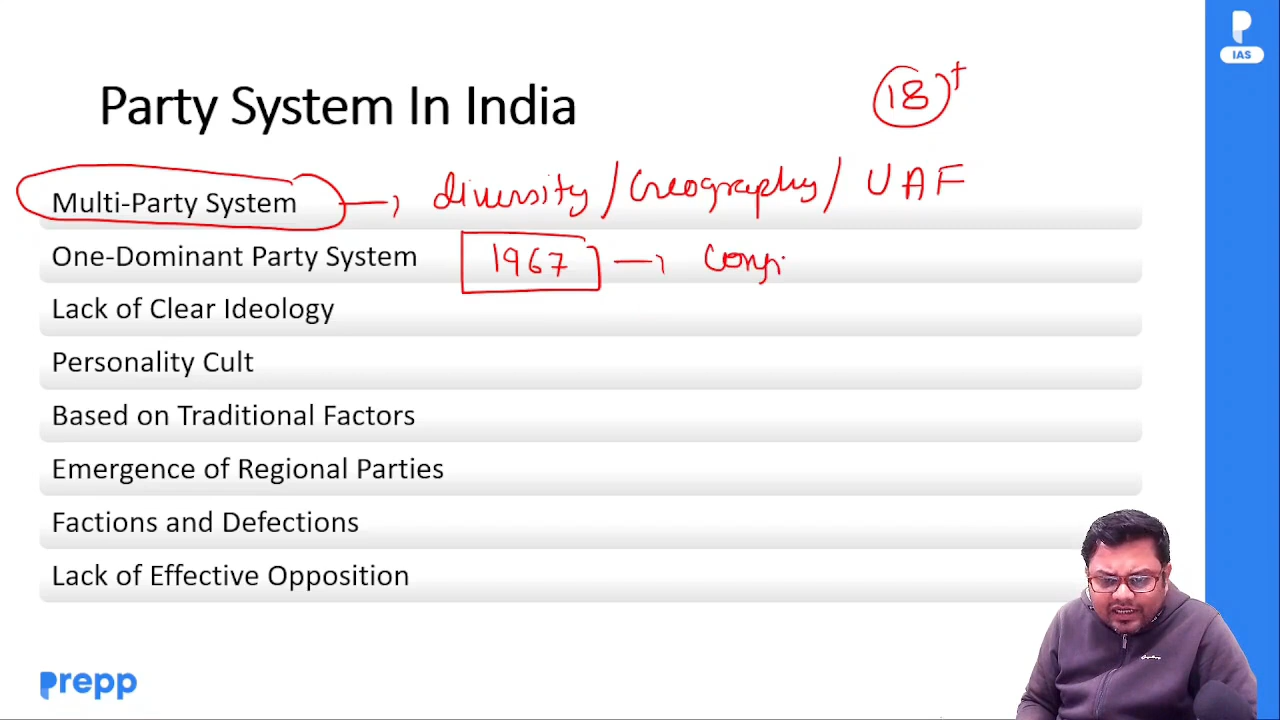 IAS
Party System In India
18+
Multi-Party System → diversity / Geography / UAF
One-Dominant Party System 1967 →
Lack of Clear Ideology
Personality Cult
Based on Traditional Factors
Emergence of Regional Parties
Factions and Defections
Lack of Effective Opposition
Prepp